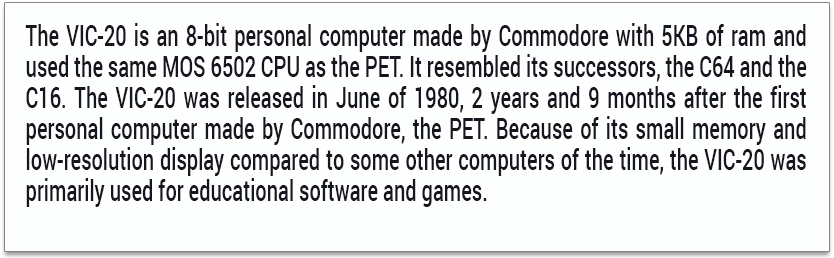 The VIC-20 is an 8-bit personal computer made by Commodore with 5KB of ram and
used the same MOS 6502 CPU as the PET. It resembled its successors, the C64 and the
C16. The VIC-20 was released in June of 1980, 2 years and 9 months after the first
personal computer made by Commodore, the PET. Because of its small memory and
low-resolution display compared to some other computers of the time, the VIC-20 was
primarily used for educational software and games.